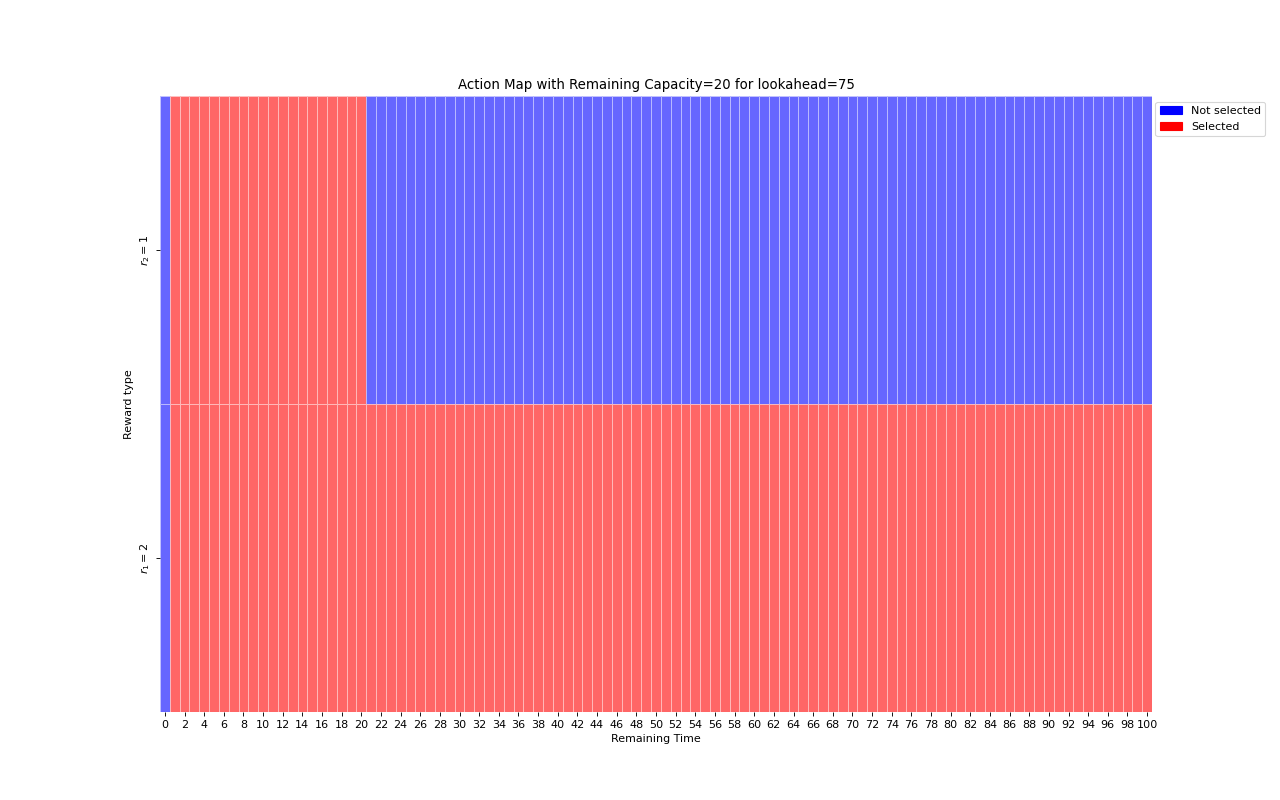 Action Map with Remaining Capacity=20 for lookahead=75
Not selected
Selected
r₂ = 1
Reward type
r₁ = 2
0 2 4 6 8 10 12 14 16 18 20 22 24 26 28 30 32 34 36 38 40 42 44 46 48 50 52 54 56 58 60 62 64 66 68 70 72 74 76 78 80 82 84 86 88 90 92 94 96 98 100
Remaining Time